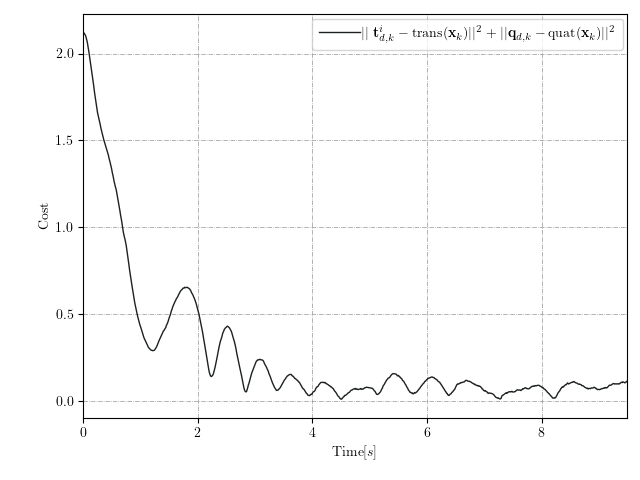 || t^i_{d,k} − trans(x_k)||^2 + ||q_{d,k} − quat(x_k)||^2
2.0
1.5
1.0
0.5
0.0
Cost
0 2 4 6 8
Time[s]